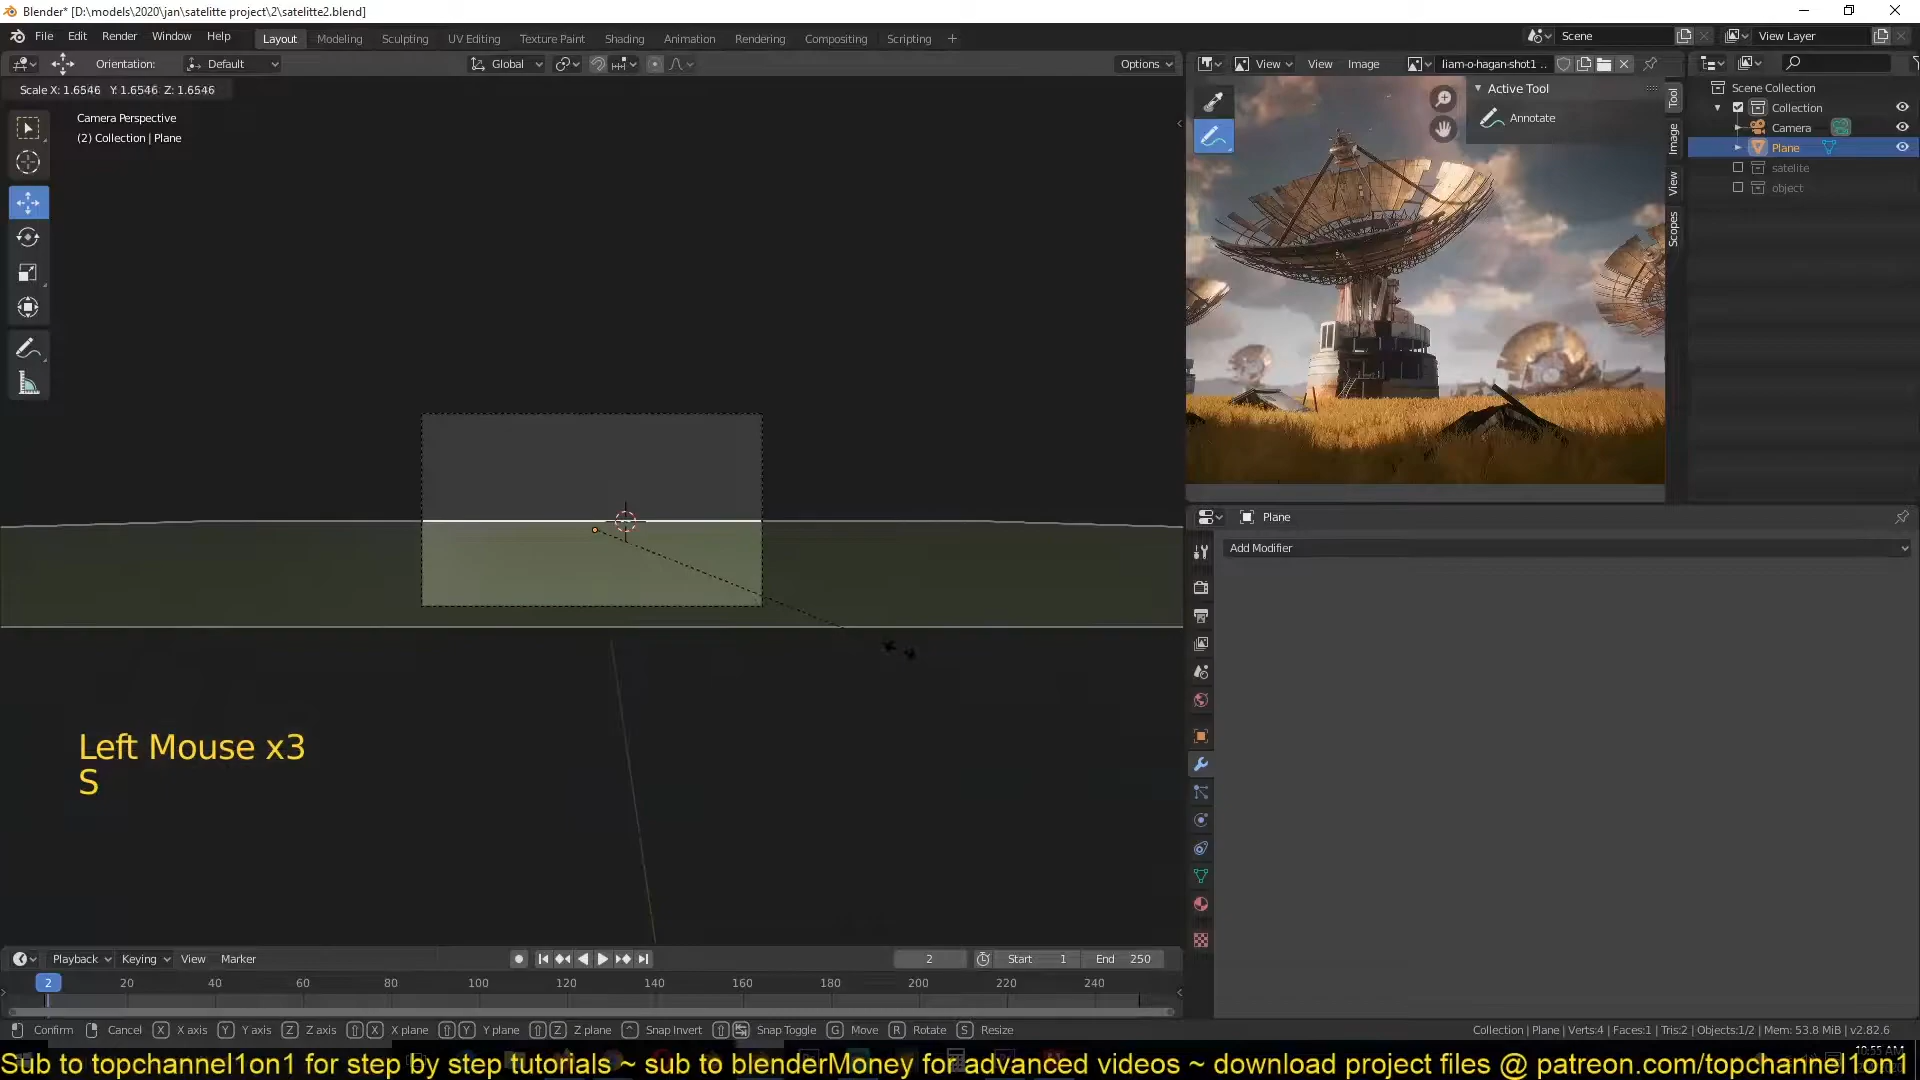 Blender* [D:\models\2020\jan\satelitte project\2\satelitte2.blend]
File Edit Render Window Help Layout Modeling Sculpting UV Editing Texture Paint Shading Animation Rendering Compositing Scripting Scene View Layer
Orientation: Default Global Options View View Image liam-o-hagan-shot1 ..
Scale X: 1.6546 Y: 1.6546 Z: 1.6546
Camera Perspective
(2) Collection | Plane
Active Tool
Annotate
Tool
Image
View
Scopes
Scene Collection
Collection
Camera
Plane
satelite
object
Plane
Add Modifier
Left Mouse x3
S
Playback Keying View Marker 2 Start 1 End 250
2 20 40 60 80 100 120 140 160 180 200 220 240
Confirm Cancel X X axis Y Y axis Z Z axis X X plane Y Y plane Z Z plane Snap Invert Snap Toggle G Move R Rotate S Resize Collection | Plane | Verts:4 | Faces:1 | Tris:2 | Objects:1/2 | Mem: 53.8 MiB | v2.82.6
Sub to topchannel1on1 for step by step tutorials ~ sub to blenderMoney for advanced videos ~ download project files @ patreon.com/topchannel1on1